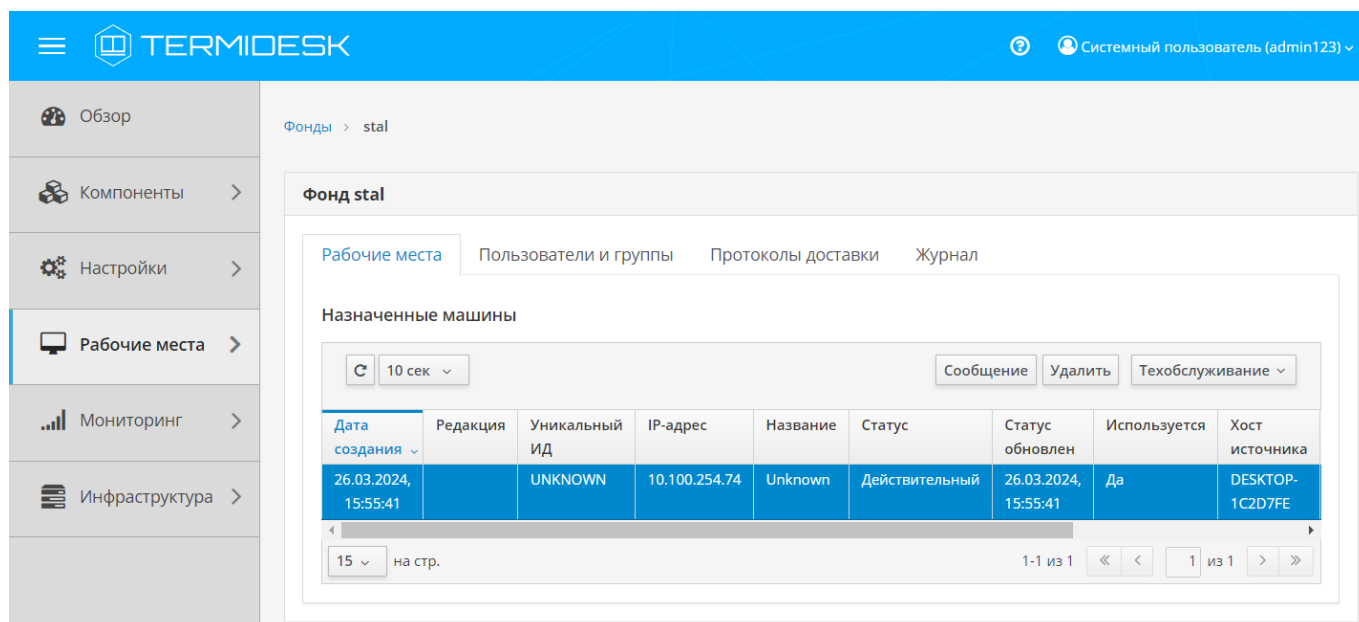 TERMIDESK
Системный пользователь (admin123)
Обзор
Компоненты
Настройки
Рабочие места
Мониторинг
Инфраструктура
Фонды > stal
Фонд stal
Рабочие места Пользователи и группы Протоколы доставки Журнал
Назначенные машины
10 сек Сообщение Удалить Техобслуживание
Дата создания Редакция Уникальный ИД IP-адрес Название Статус Статус обновлен Используется Хост источника
26.03.2024, 15:55:41 UNKNOWN 10.100.254.74 Unknown Действительный 26.03.2024, 15:55:41 Да DESKTOP-1C2D7FE
15 на стр. 1-1 из 1 « < 1 из 1 > »